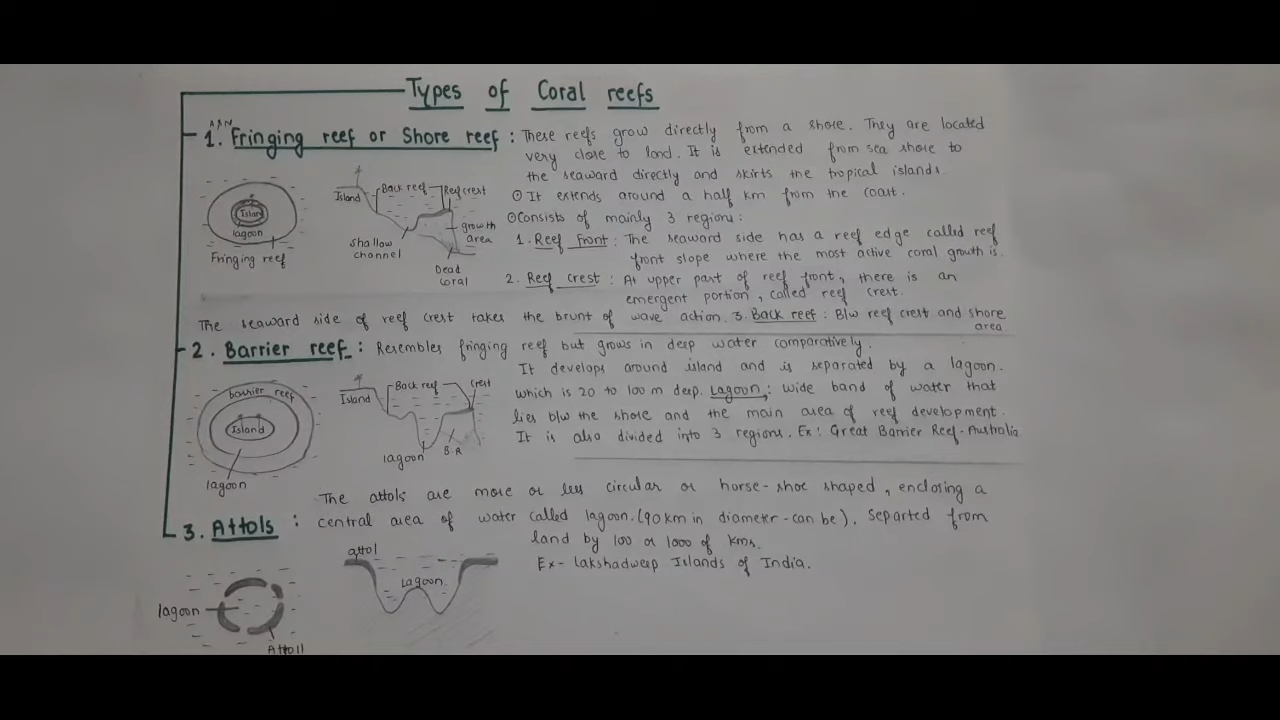 Types of Coral reefs
1. Fringing reef or Shore reef : These reefs grow directly from a shore. They are located
very close to land. It is extended from sea shore to
the seaward directly and skirts the tropical islands.
⊙ It extends around a half km from the coast.
⊙ Consists of mainly 3 regions:
1. Reef Front : The seaward side has a reef edge called reef
front slope where the most active coral growth is.
2. Reef crest : At upper part of reef front, there is an
emergent portion, called reef crest.
Island
lagoon
Fringing reef
Island
Back reef
Reef crest
shallow
channel
growth
area
Dead
coral
The seaward side of reef crest takes the brunt of wave action. 3. Back reef : B/w reef crest and shore
area
2. Barrier reef : Resembles fringing reef but grows in deep water comparatively.
It develops around island and is separated by a lagoon.
which is 20 to 100 m deep. Lagoon : wide band of water that
lies b/w the shore and the main area of reef development.
It is also divided into 3 regions. Ex: Great Barrier Reef - Australia
barrier reef
Island
lagoon
Island
Back reef
crest
lagoon
B.R
The attols are more or less circular or horse-shoe shaped, enclosing a
3. Attols : central area of water called lagoon. (90 km in diameter - can be). Separted from
land by 100 or 1000 of kms.
Ex- Lakshadweep Islands of India.
lagoon
Attoll
attol
Lagoon